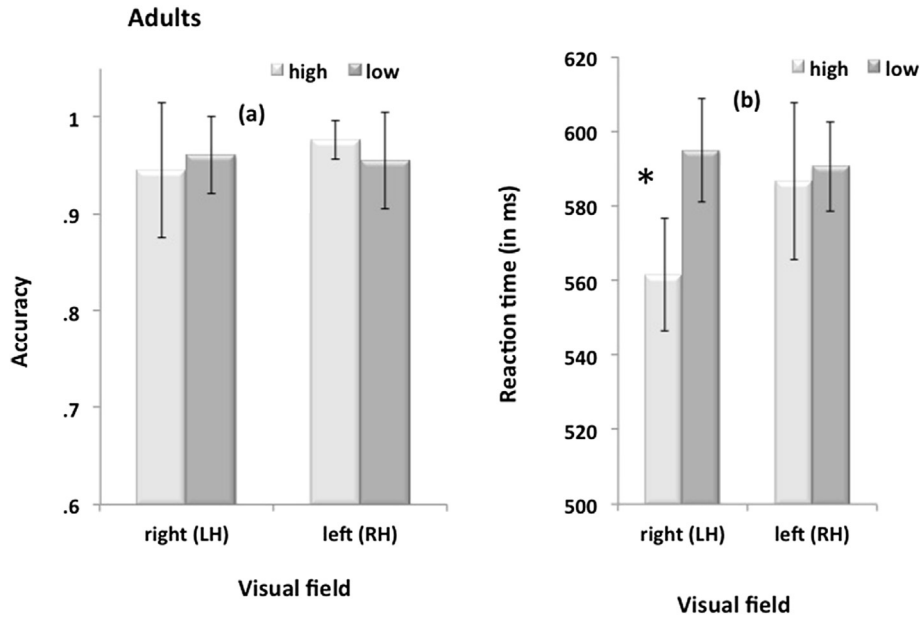 Adults
high low
(a)
1
.9
.8
.7
.6
Accuracy
right (LH) left (RH)
Visual field
high low
(b)
*
620
600
580
560
540
520
500
Reaction time (in ms)
right (LH) left (RH)
Visual field